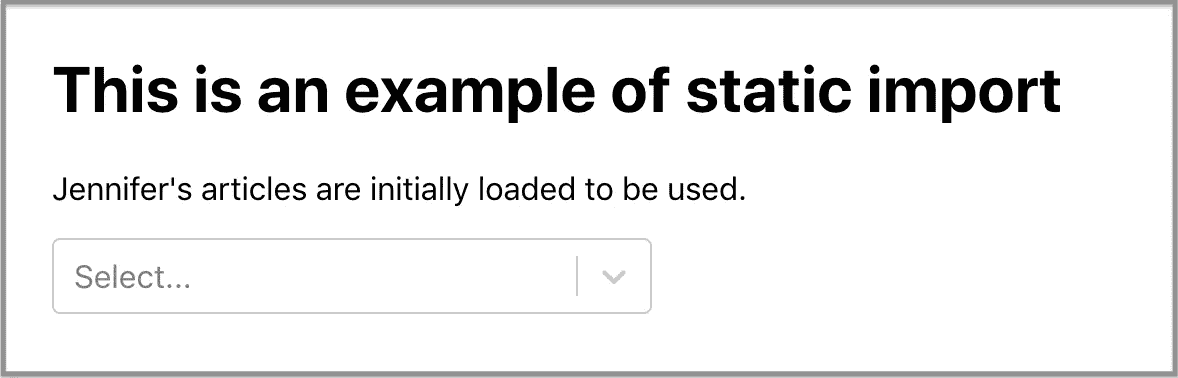 This is an example of static import
Jennifer's articles are initially loaded to be used.
Select...